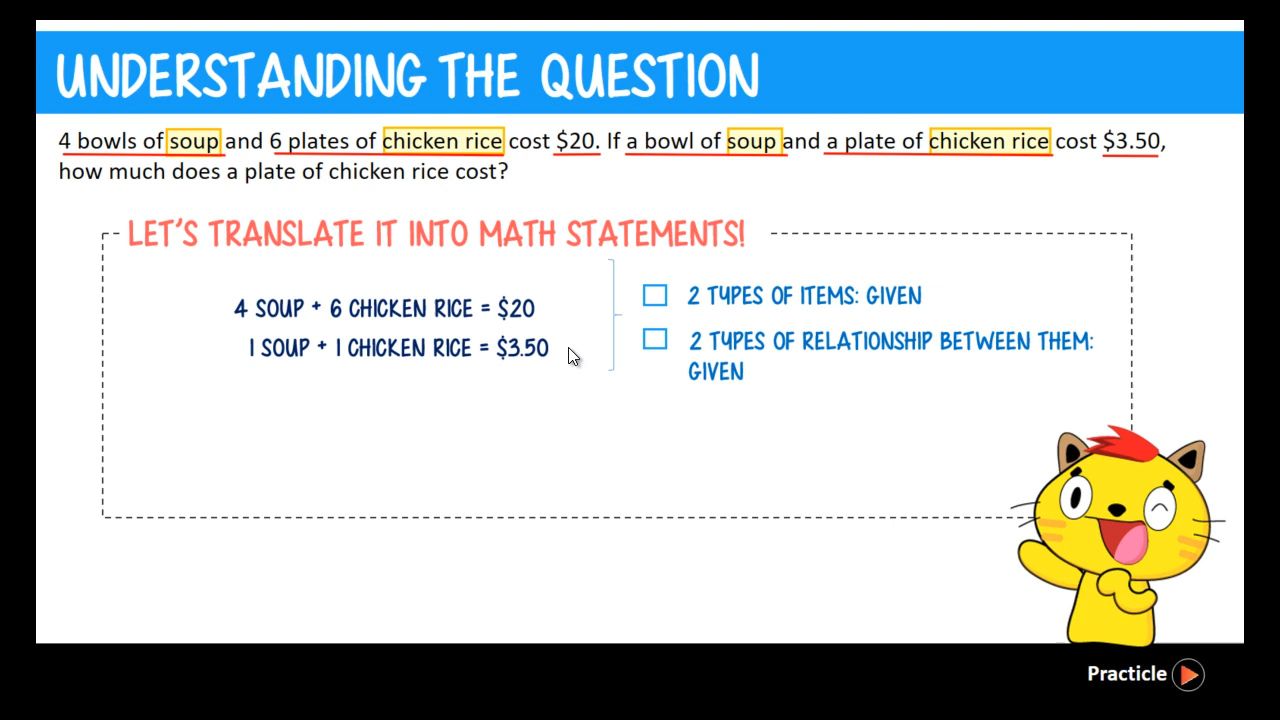 UNDERSTANDING THE QUESTION
4 bowls of soup and 6 plates of chicken rice cost $20. If a bowl of soup and a plate of chicken rice cost $3.50,
how much does a plate of chicken rice cost?
LET'S TRANSLATE IT INTO MATH STATEMENTS!
4 SOUP + 6 CHICKEN RICE = $20
1 SOUP + 1 CHICKEN RICE = $3.50
2 TYPES OF ITEMS: GIVEN
2 TYPES OF RELATIONSHIP BETWEEN THEM:
GIVEN
Practicle